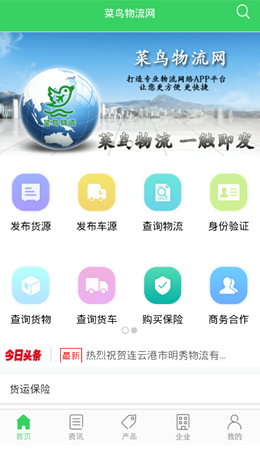 菜鸟物流网
菜鸟物流网
打造专业物流网络APP平台
让您更方便 更快捷
菜鸟物流
菜鸟物流 一触即发
发布货源
发布车源
查询物流
身份验证
查询货物
查询货车
购买保险
商务合作
今日头条
最新
热烈祝贺连云港市明秀物流有...
货运保险
首页
资讯
产品
企业
我的